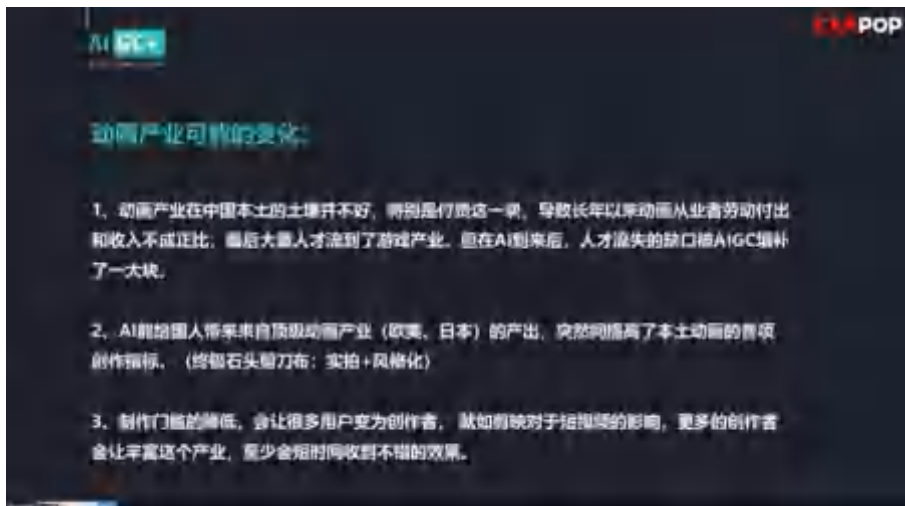 AIGC+
POP
动画产业可能的变化：
1、动画产业在中国本土的土壤并不好，特别是付费这一块，导致长年以来动画从业者劳动付出
和收入不成正比，最后大量人才流到了游戏产业。但在AI到来后，人才流失的缺口被AIGC填补
了一大块。
2、AI能给国人带来来自顶级动画产业（欧美、日本）的产出，突然间提高了本土动画的各项
创作指标。（终极石头剪刀布：实拍+风格化）
3、制作门槛的降低，会让很多用户变为创作者，就如剪映对于短视频的影响，更多的创作者
会让丰富这个产业，至少会短时间收到不错的效果。